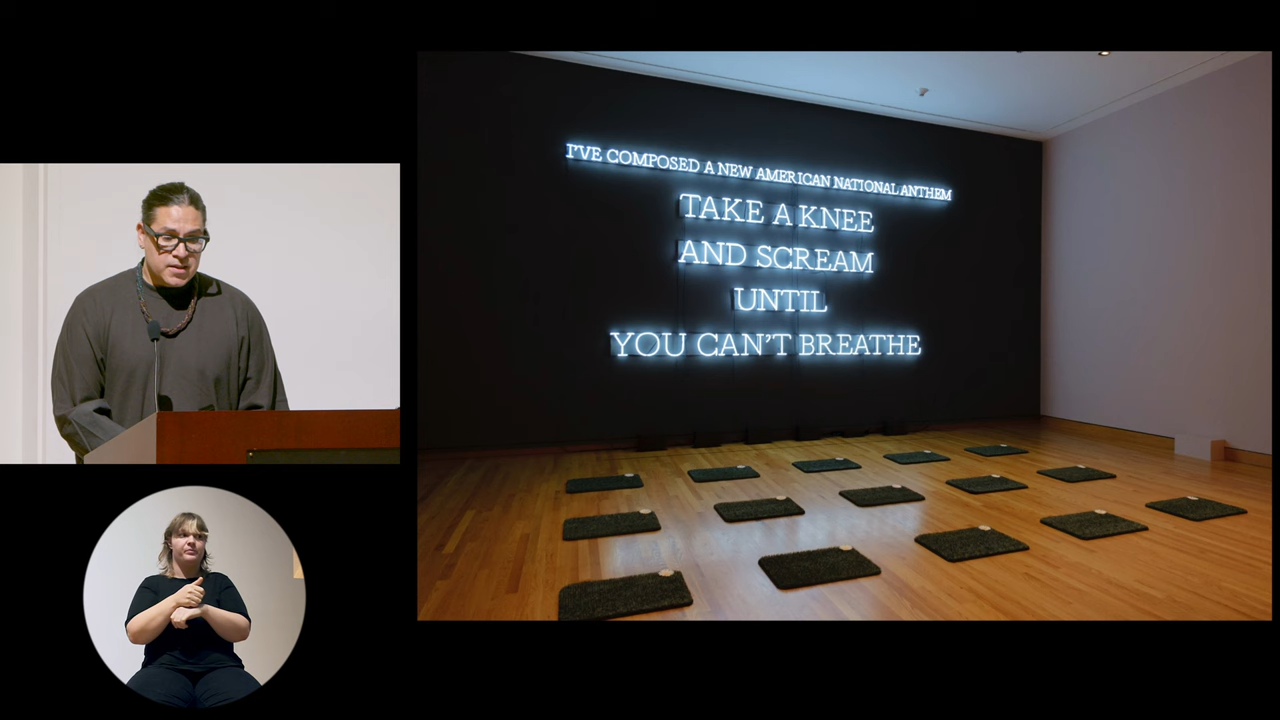 I'VE COMPOSED A NEW AMERICAN NATIONAL ANTHEM
TAKE A KNEE
AND SCREAM
UNTIL
YOU CAN'T BREATHE